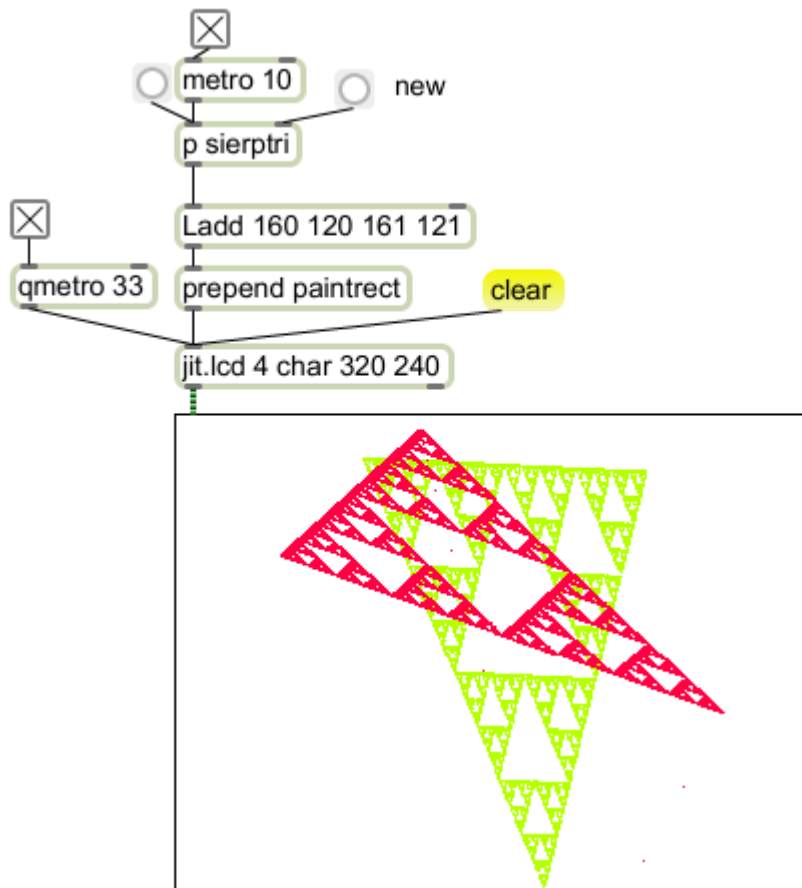 metro 10
new
p sierptri
Ladd 160 120 161 121
qmetro 33
prepend paintrect
clear
jit.lcd 4 char 320 240